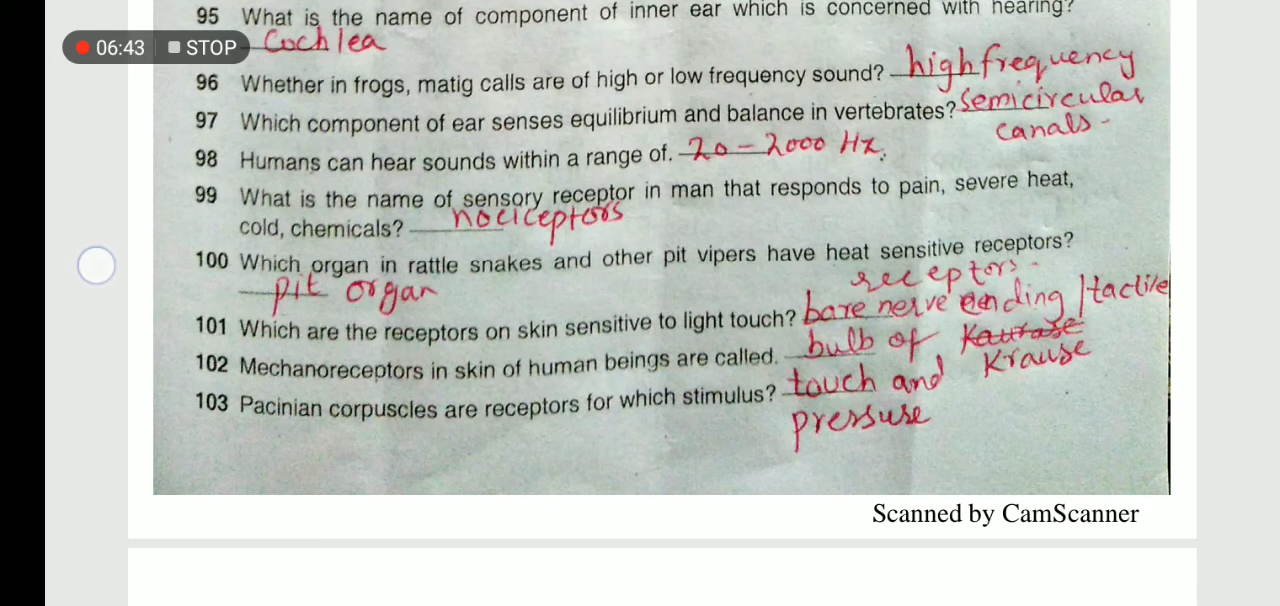 95 What is the name of component of inner ear which is concerned with hearing?
06:43 STOP
Cochlea
96 Whether in frogs, matig calls are of high or low frequency sound? high frequency
97 Which component of ear senses equilibrium and balance in vertebrates? semicircular
canals -
98 Humans can hear sounds within a range of. 20 - 2000 Hz.
99 What is the name of sensory receptor in man that responds to pain, severe heat,
cold, chemicals? nociceptors
100 Which organ in rattle snakes and other pit vipers have heat sensitive receptors?
pit organ
receptors -
101 Which are the receptors on skin sensitive to light touch? bare nerve ending / tactile
102 Mechanoreceptors in skin of human beings are called. bulb of
Krause
103 Pacinian corpuscles are receptors for which stimulus? touch and
pressure
Scanned by CamScanner